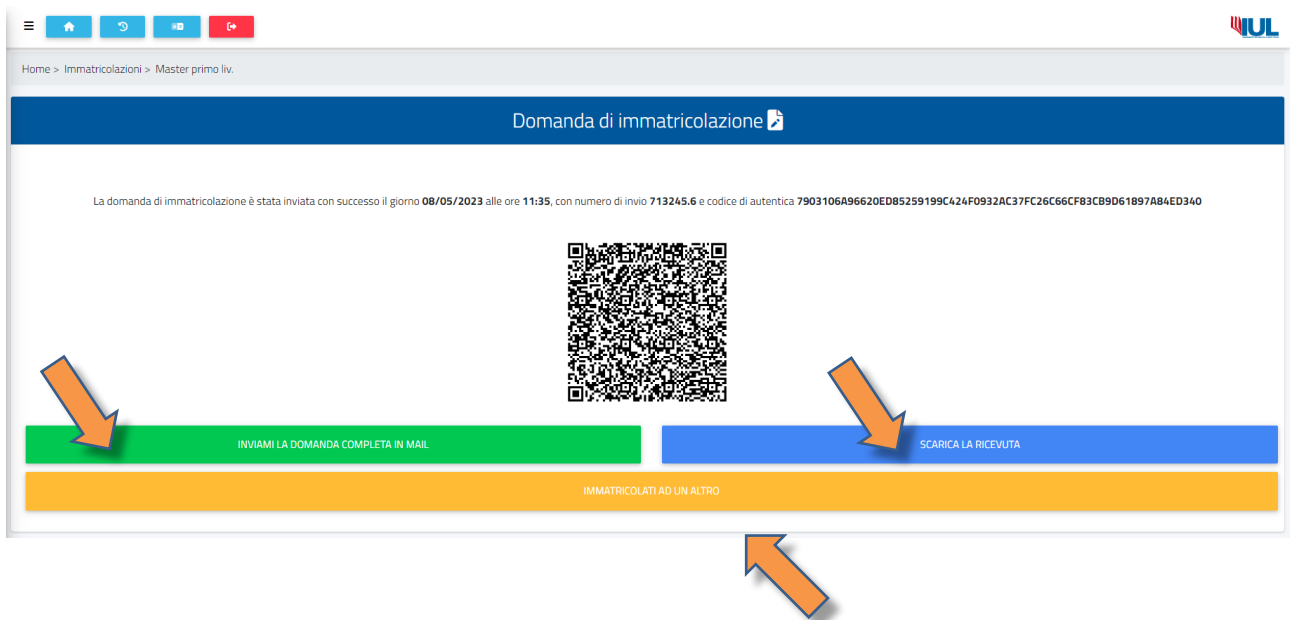 IUL
Home > Immatricolazioni > Master primo liv.
Domanda di immatricolazione
La domanda di immatricolazione è stata inviata con successo il giorno 08/05/2023 alle ore 11:35, con numero di invio 713245.6 e codice di autentica 7903106A96620ED85259199C424F0932AC37FC26C66CF83CB9D61897A84ED340
INVIAMI LA DOMANDA COMPLETA IN MAIL
SCARICA LA RICEVUTA
IMMATRICOLATI AD UN ALTRO